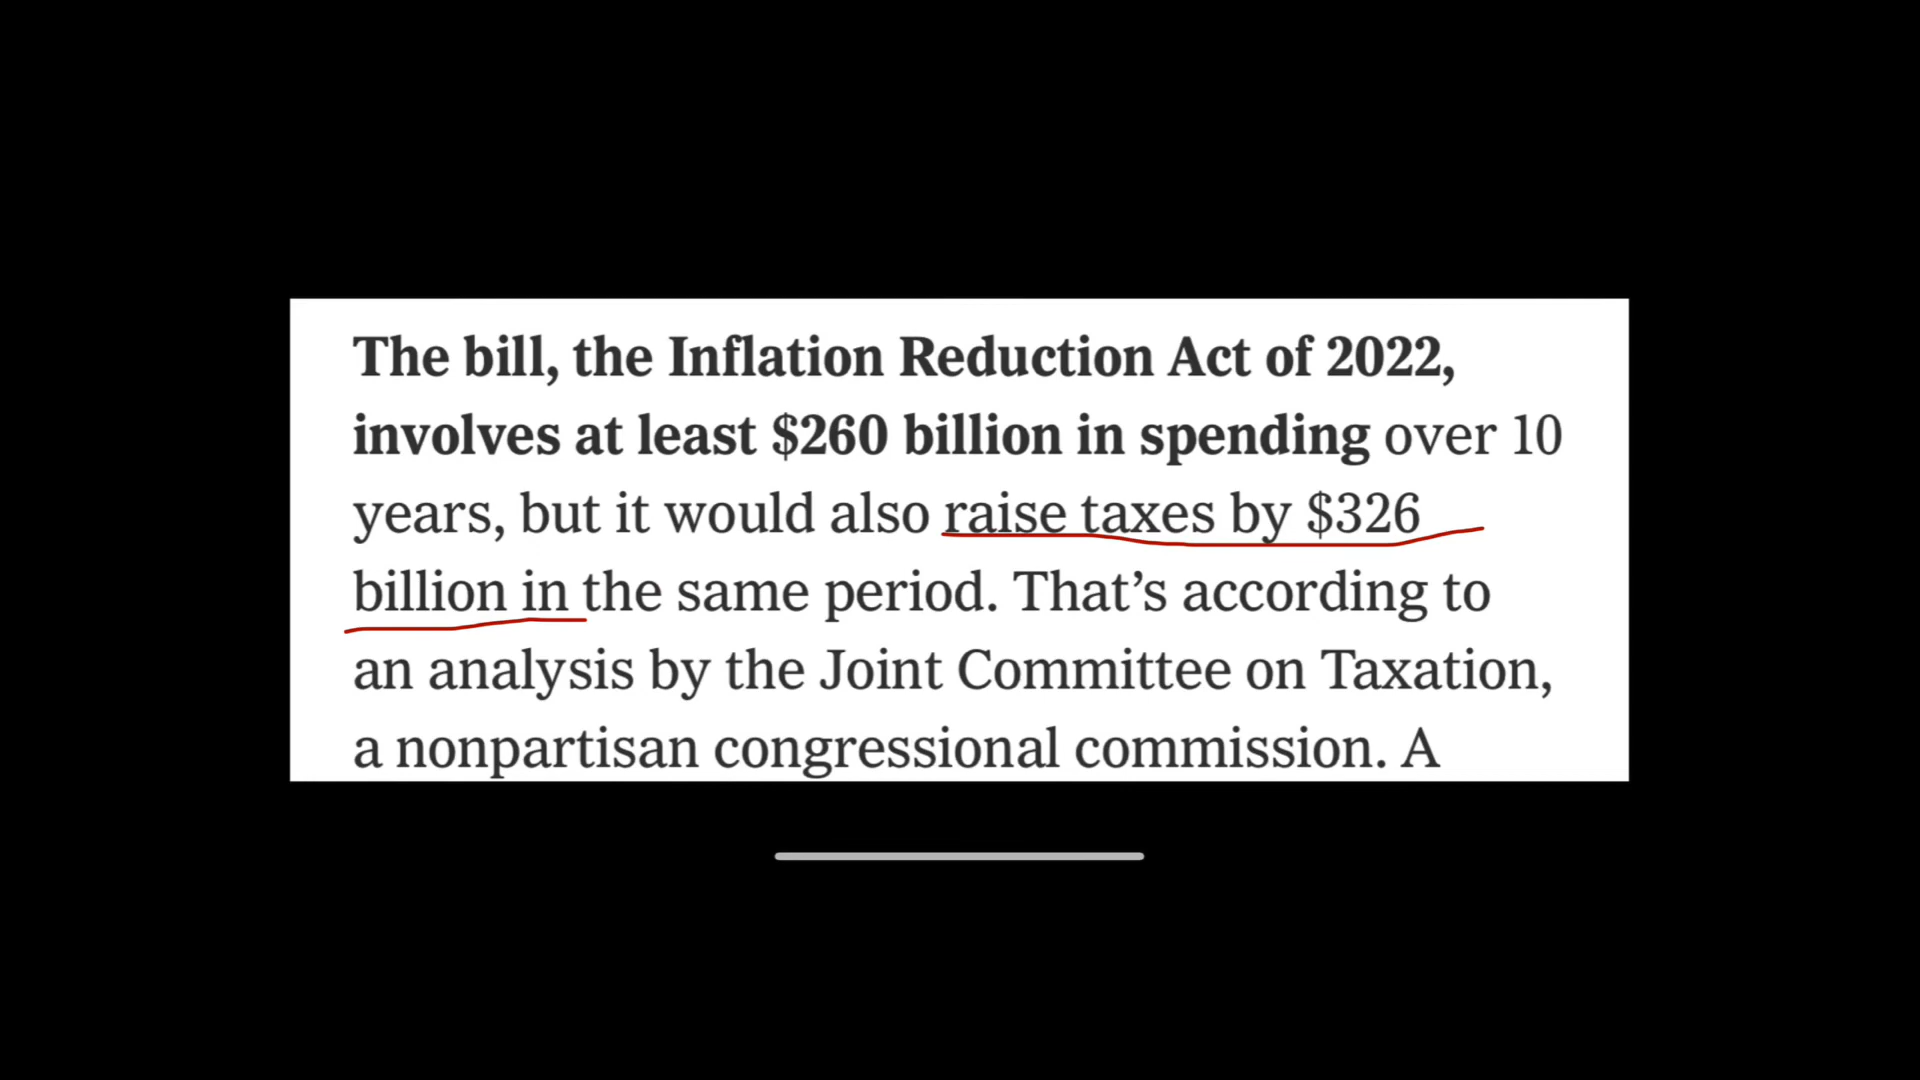 The bill, the Inflation Reduction Act of 2022,
involves at least $260 billion in spending over 10
years, but it would also raise taxes by $326
billion in the same period. That’s according to
an analysis by the Joint Committee on Taxation,
a nonpartisan congressional commission. A